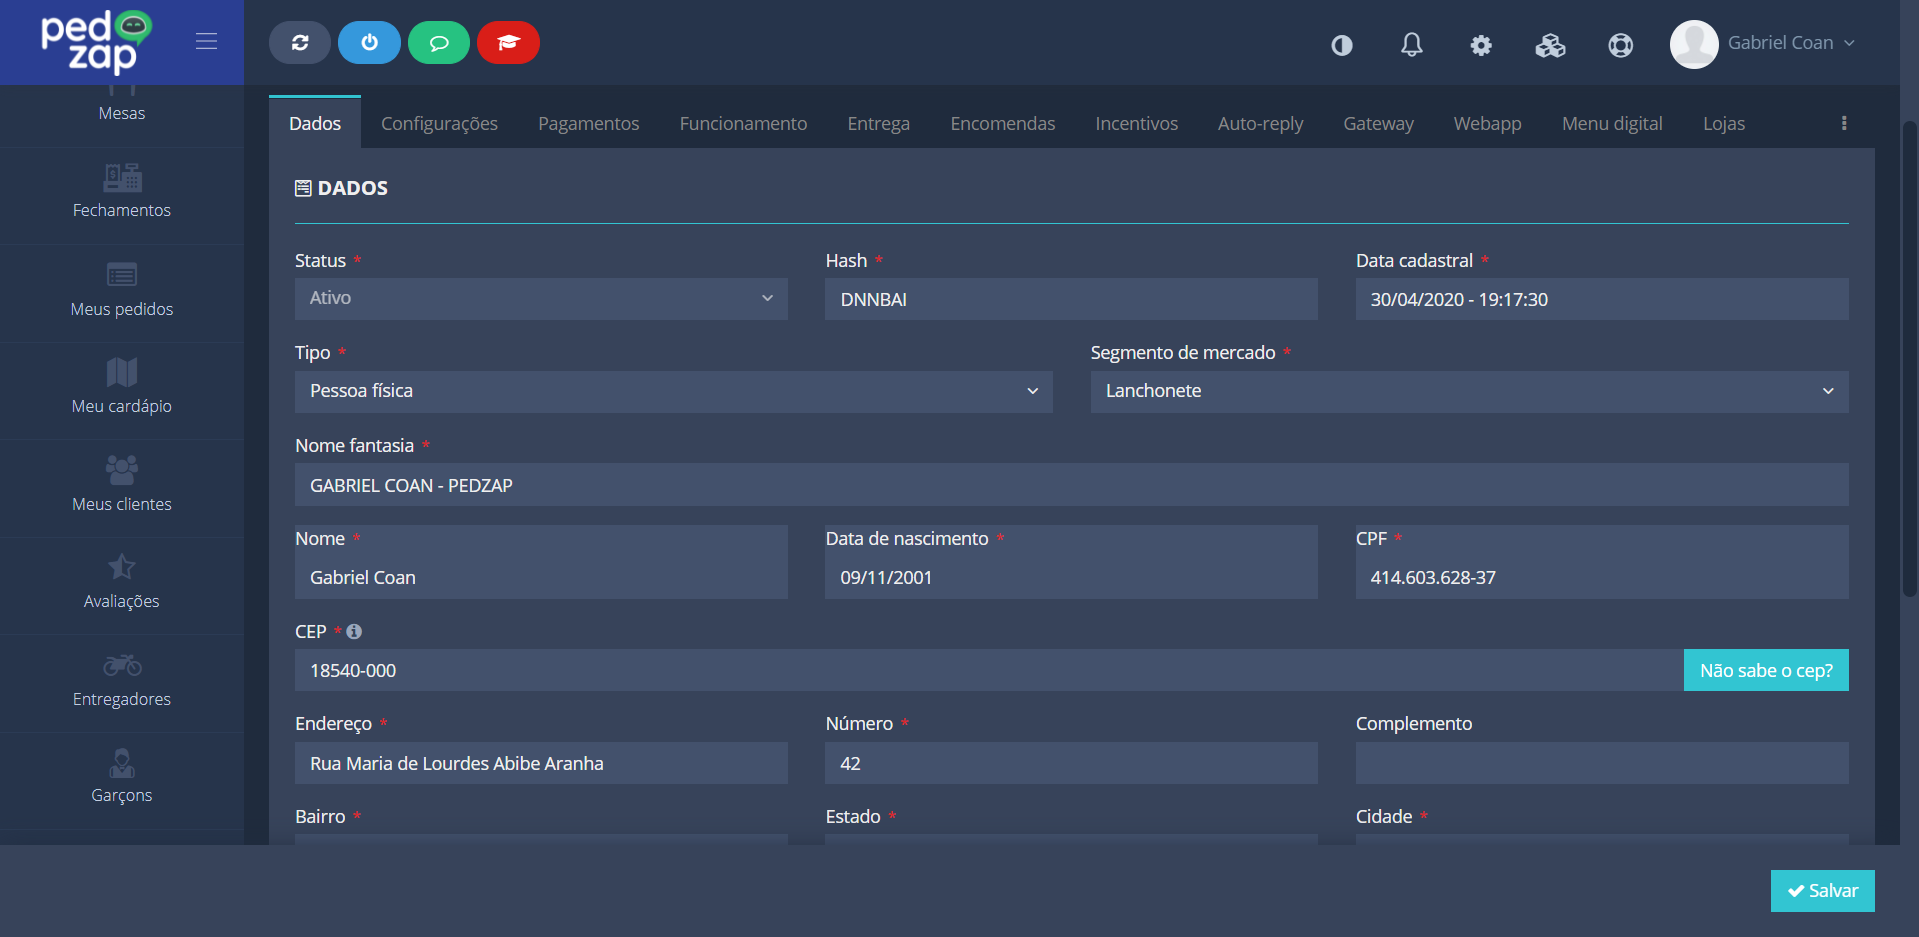 ped
zap
Gabriel Coan
Mesas
Fechamentos
Meus pedidos
Meu cardápio
Meus clientes
Avaliações
Entregadores
Garçons
Dados Configurações Pagamentos Funcionamento Entrega Encomendas Incentivos Auto-reply Gateway Webapp Menu digital Lojas
DADOS
Status * Hash * Data cadastral *
Ativo DNNBAI 30/04/2020 - 19:17:30
Tipo * Segmento de mercado *
Pessoa física Lanchonete
Nome fantasia *
GABRIEL COAN - PEDZAP
Nome * Data de nascimento * CPF *
Gabriel Coan 09/11/2001 414.603.628-37
CEP *
18540-000 Não sabe o cep?
Endereço * Número * Complemento
Rua Maria de Lourdes Abibe Aranha 42
Bairro * Estado * Cidade *
Salvar